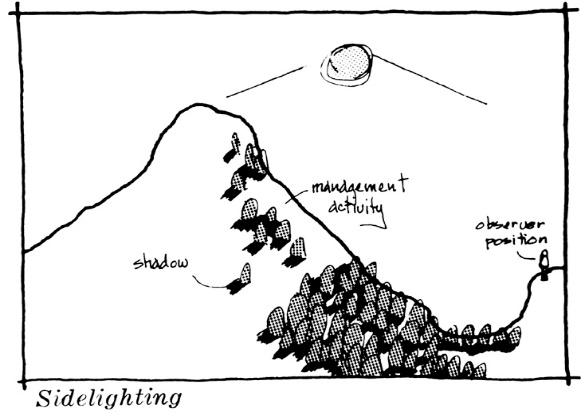 management
activity
observer
position
shadow
Sidelighting